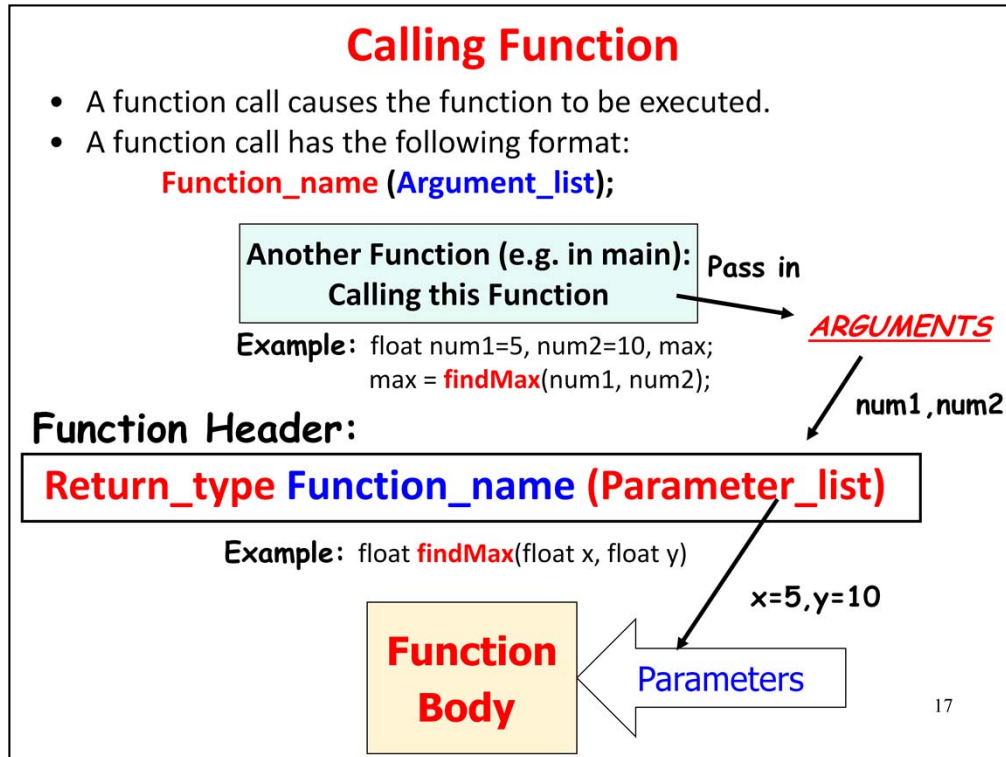 Calling Function
• A function call causes the function to be executed.
• A function call has the following format:
Function_name (Argument_list);
Another Function (e.g. in main):
Calling this Function
Pass in
ARGUMENTS
Example: float num1=5, num2=10, max;
max = findMax(num1, num2);
num1,num2
Function Header:
Return_type Function_name (Parameter_list)
Example: float findMax(float x, float y)
x=5,y=10
Function
Body
Parameters
17